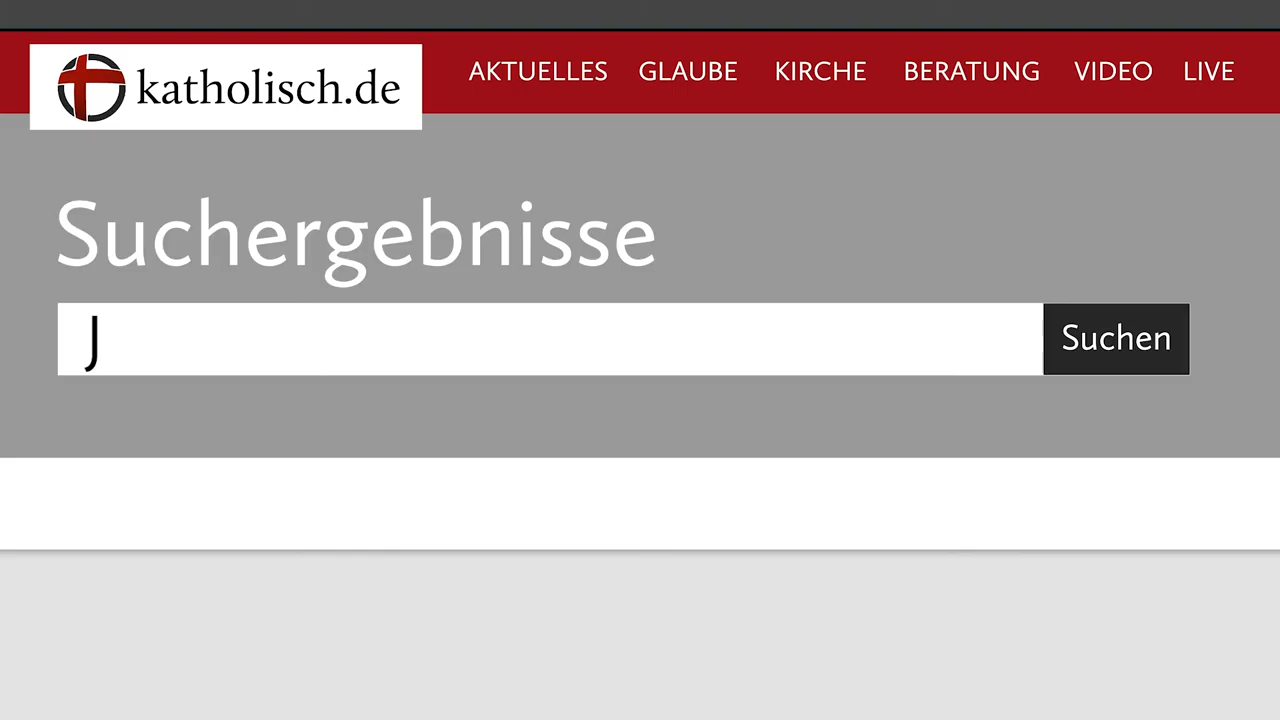 katholisch.de
AKTUELLES GLAUBE KIRCHE BERATUNG VIDEO LIVE
Suchergebnisse
J
Suchen